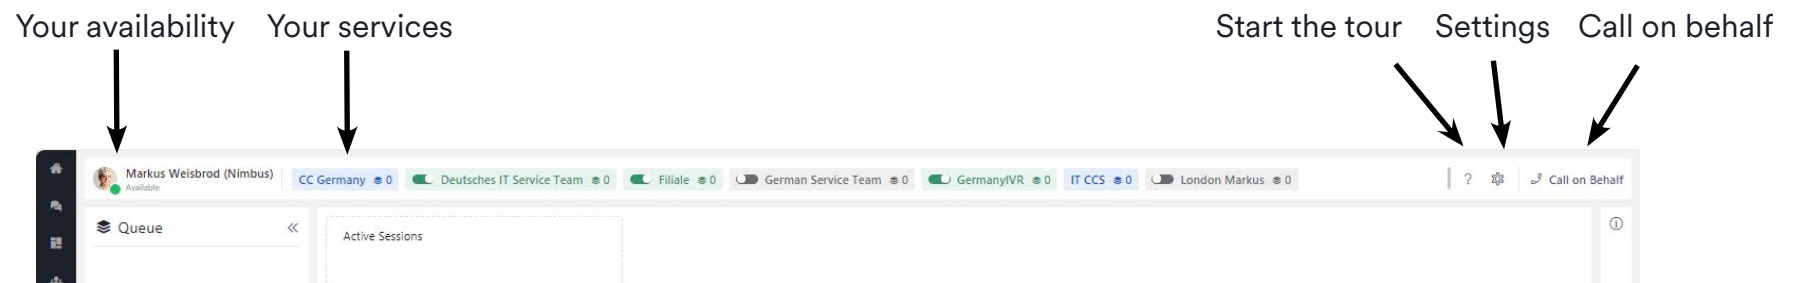 Your availability Your services Start the tour Settings Call on behalf
Markus Weisbrod (Nimbus) CC Germany 0 Deutsches IT Service Team 0 Filiale 0 German Service Team 0 GermanyIVR 0 IT CCS 0 London Markus 0 ? Call on Behalf
Available
Queue
Active Sessions